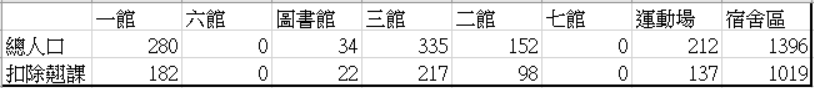 一館 六館 圖書館 三館 二館 七館 運動場 宿舍區
總人口 280 0 34 335 152 0 212 1396
扣除翹課 182 0 22 217 98 0 137 1019